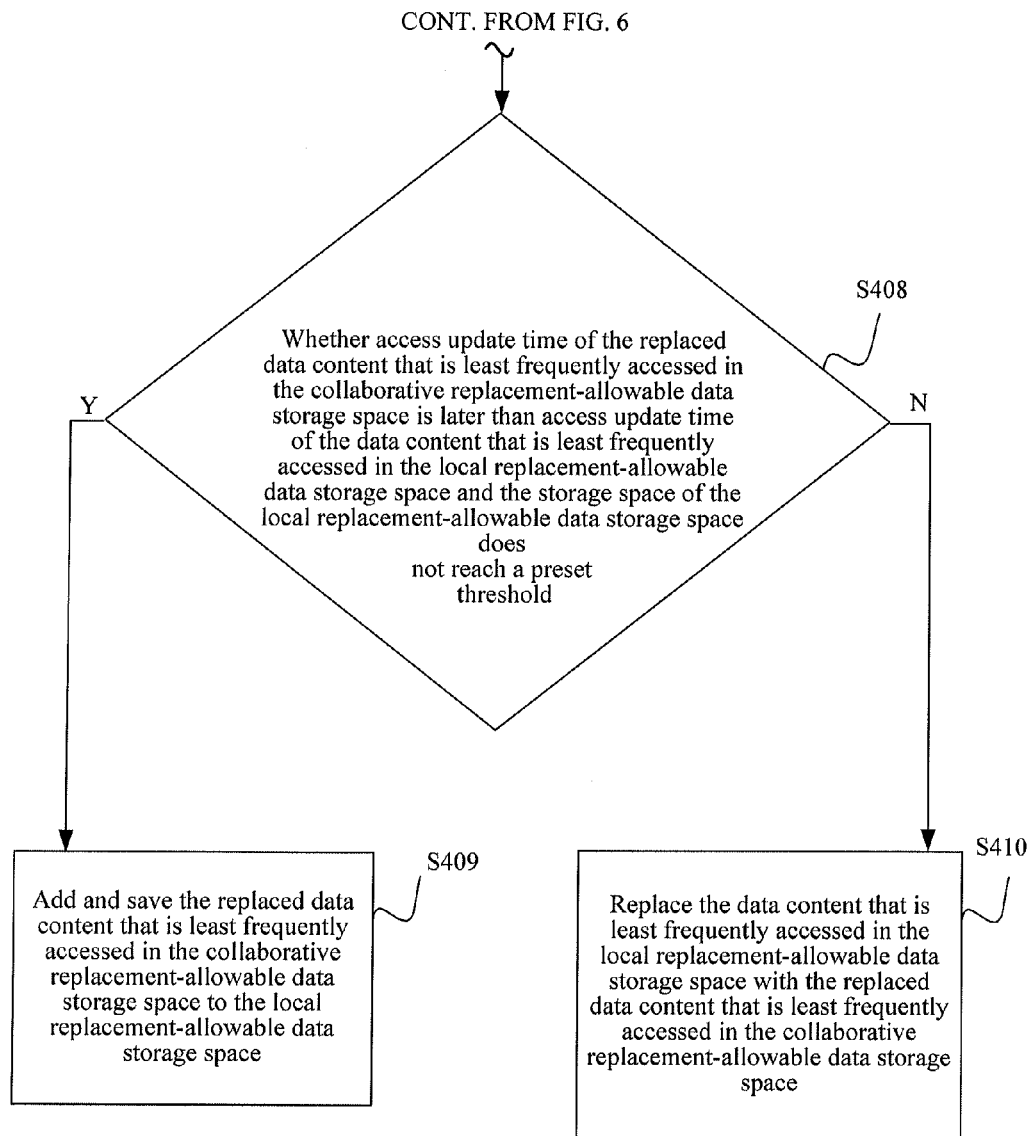 CONT. FROM FIG. 6
S408
Whether access update time of the replaced
data content that is least frequently accessed in
the collaborative replacement-allowable data
storage space is later than access update time
of the data content that is least frequently
accessed in the local replacement-allowable
data storage space and the storage space of the
local replacement-allowable data storage space
does
not reach a preset
threshold
Y
N
S409
Add and save the replaced data
content that is least frequently
accessed in the collaborative
replacement-allowable data
storage space to the local
replacement-allowable data
storage space
S410
Replace the data content that is
least frequently accessed in the
local replacement-allowable data
storage space with the replaced
data content that is least frequently
accessed in the collaborative
replacement-allowable data storage
space